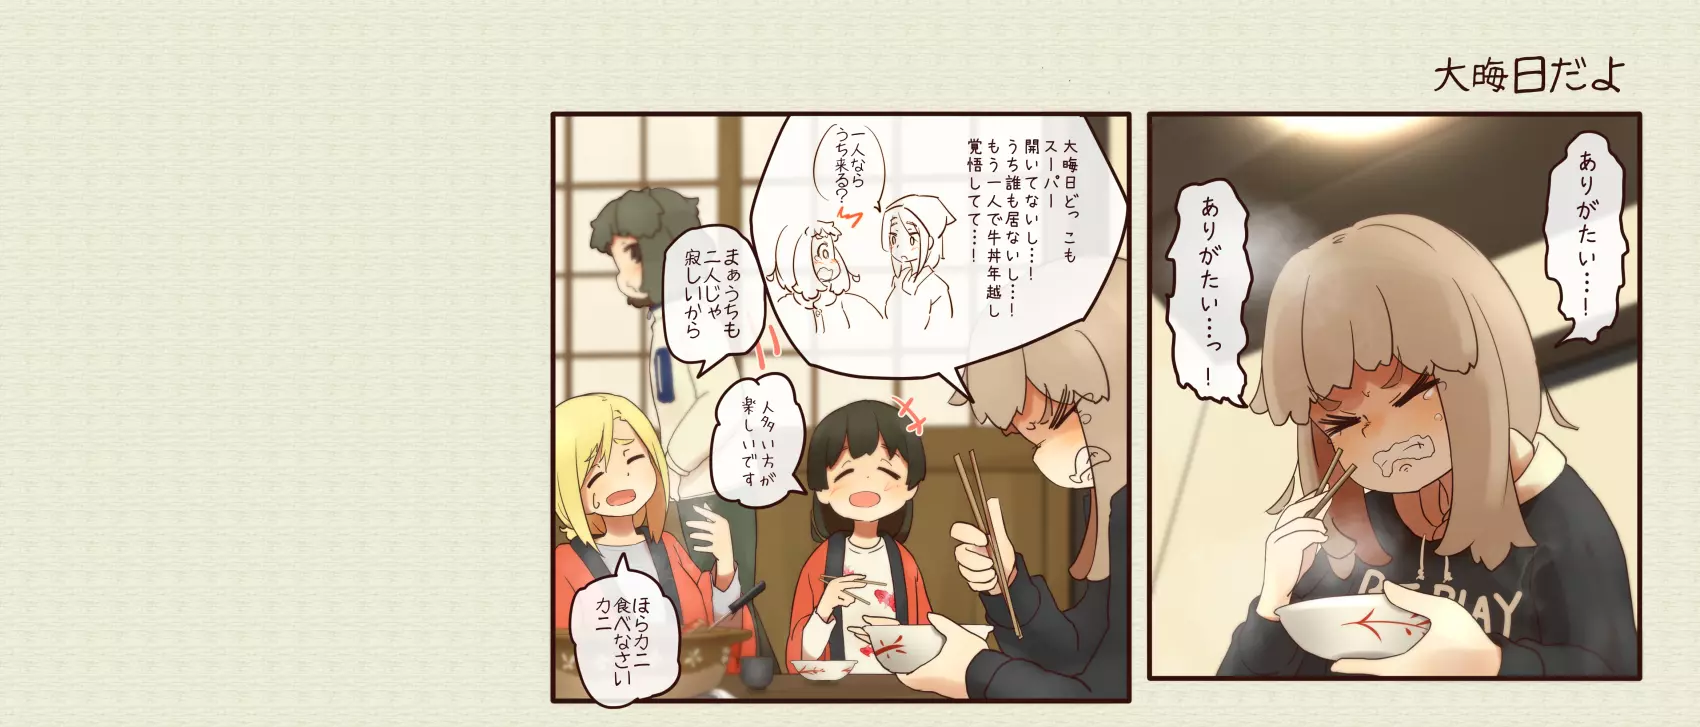 大晦日だよ
ありがたい…!
ありがたい…っ!
大晦日どっこも
スーパー
開いてないし…!
うち誰も居ないし…!
もう一人で牛丼年越し
覚悟してて…!
一人なら
うち来る?
まぁうちも
二人じゃ
寂しいから
人多い方が
楽しいです
ほらカニ
食べなさい
カニ